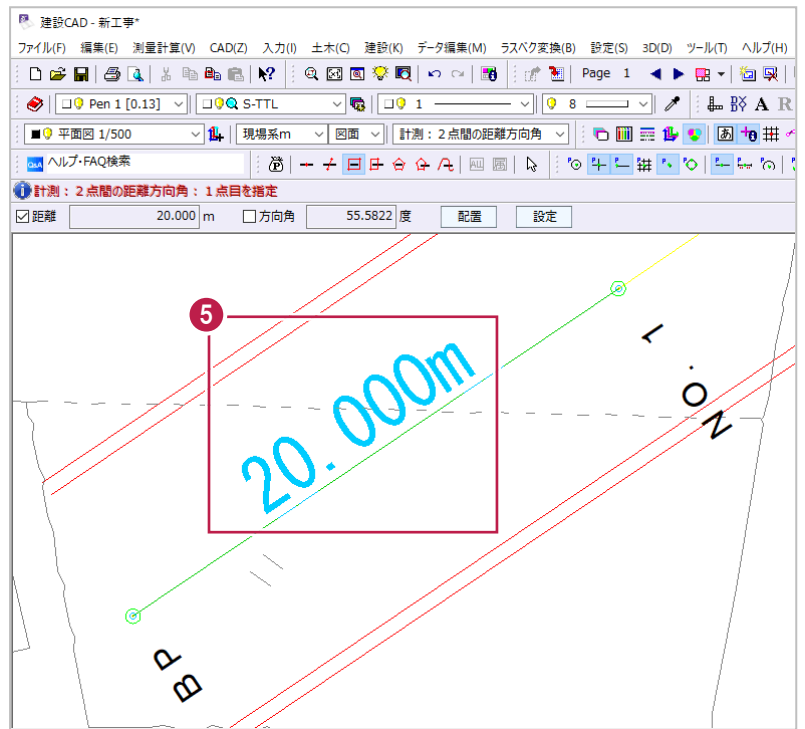 建設CAD - 新工事*
ファイル(F) 編集(E) 測量計算(V) CAD(Z) 入力(I) 土木(C) 建設(K) データ編集(M) ラスベク変換(B) 設定(S) 3D(D) ツール(T) ヘルプ(H)
Page 1
Pen 1 [0.13] S-TTL 1 8 A R
平面図 1/500 現場系m 図面 計測：２点間の距離方向角 あ
Q&A ヘルプ・FAQ検索 ALL
計測：２点間の距離方向角：１点目を指定
距離 20.000 m 方向角 55.5822 度 配置 設定
5
20.000m
NO.1
BP